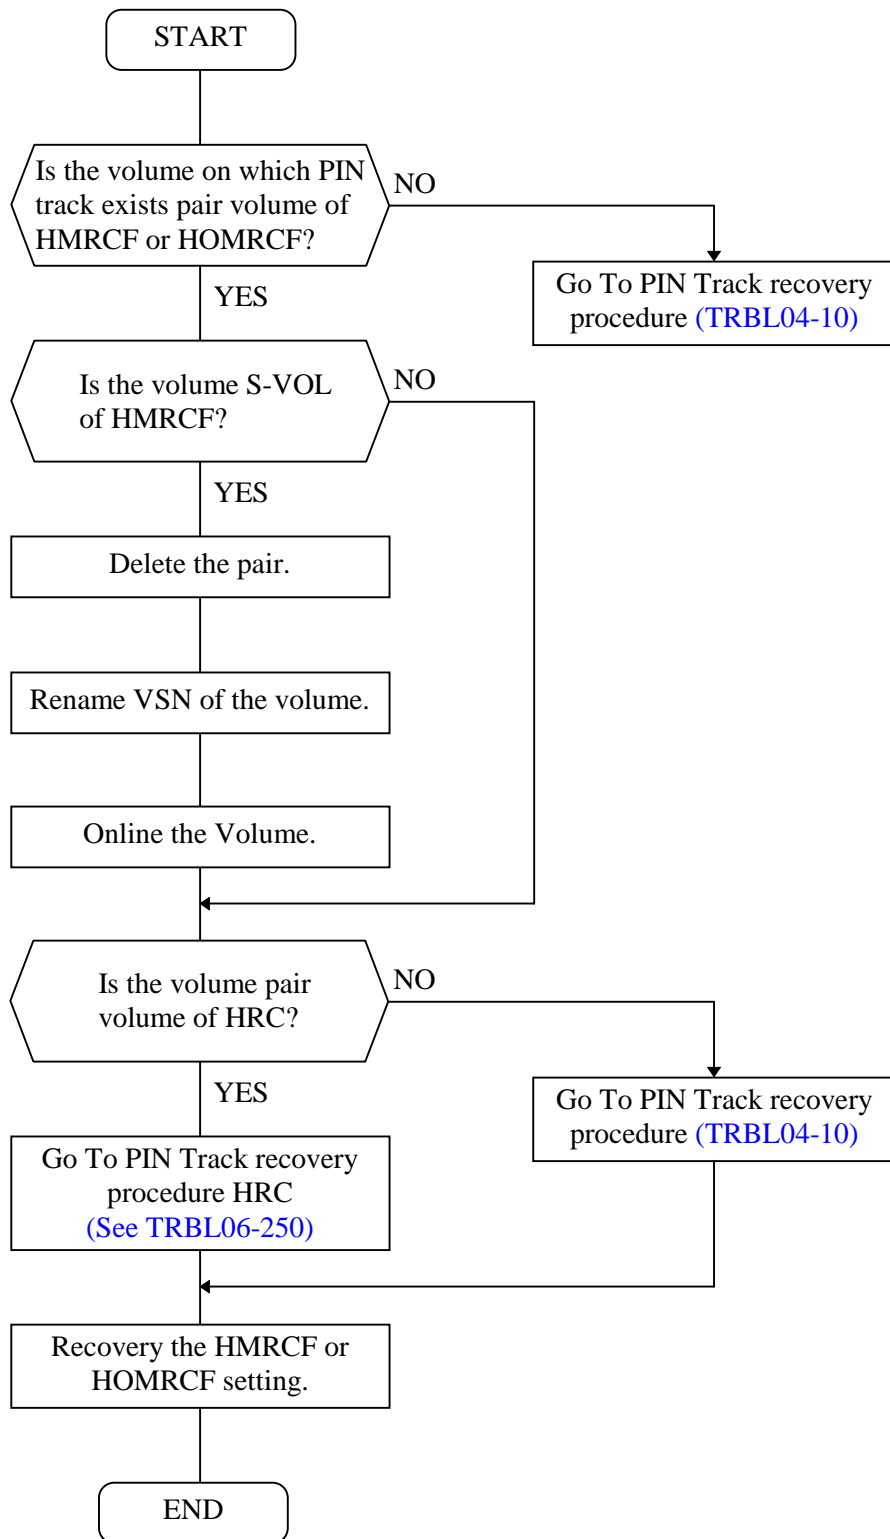 START
Is the volume on which PIN
track exists pair volume of
HMRCF or HOMRCF?
NO
YES
Go To PIN Track recovery
procedure (TRBL04-10)
Is the volume S-VOL
of HMRCF?
NO
YES
Delete the pair.
Rename VSN of the volume.
Online the Volume.
Is the volume pair
volume of HRC?
NO
YES
Go To PIN Track recovery
procedure (TRBL04-10)
Go To PIN Track recovery
procedure HRC
(See TRBL06-250)
Recovery the HMRCF or
HOMRCF setting.
END